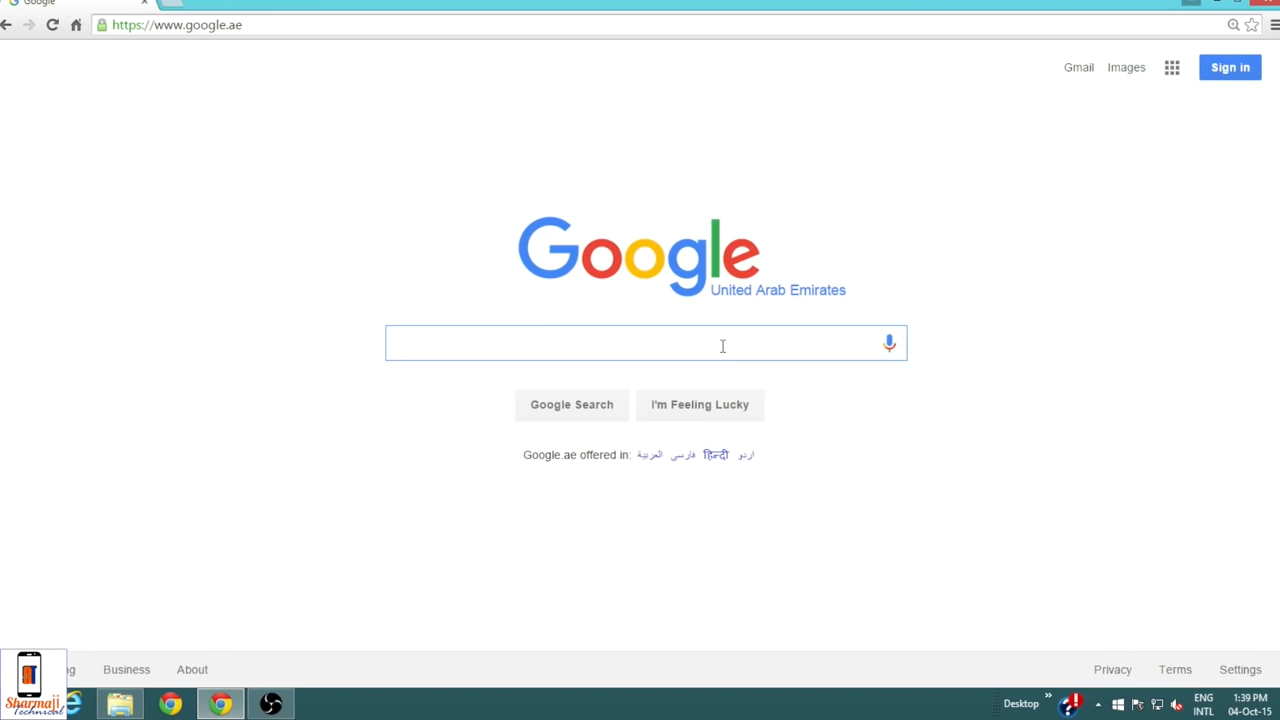 Google
https://www.google.ae
Gmail Images Sign in
Google
United Arab Emirates
Google Search I'm Feeling Lucky
Google.ae offered in: العربية فارسی हिन्दी اردو
Business About Privacy Terms Settings
Sharmaji
Technical
Desktop
ENG
INTL
1:39 PM
04-Oct-15